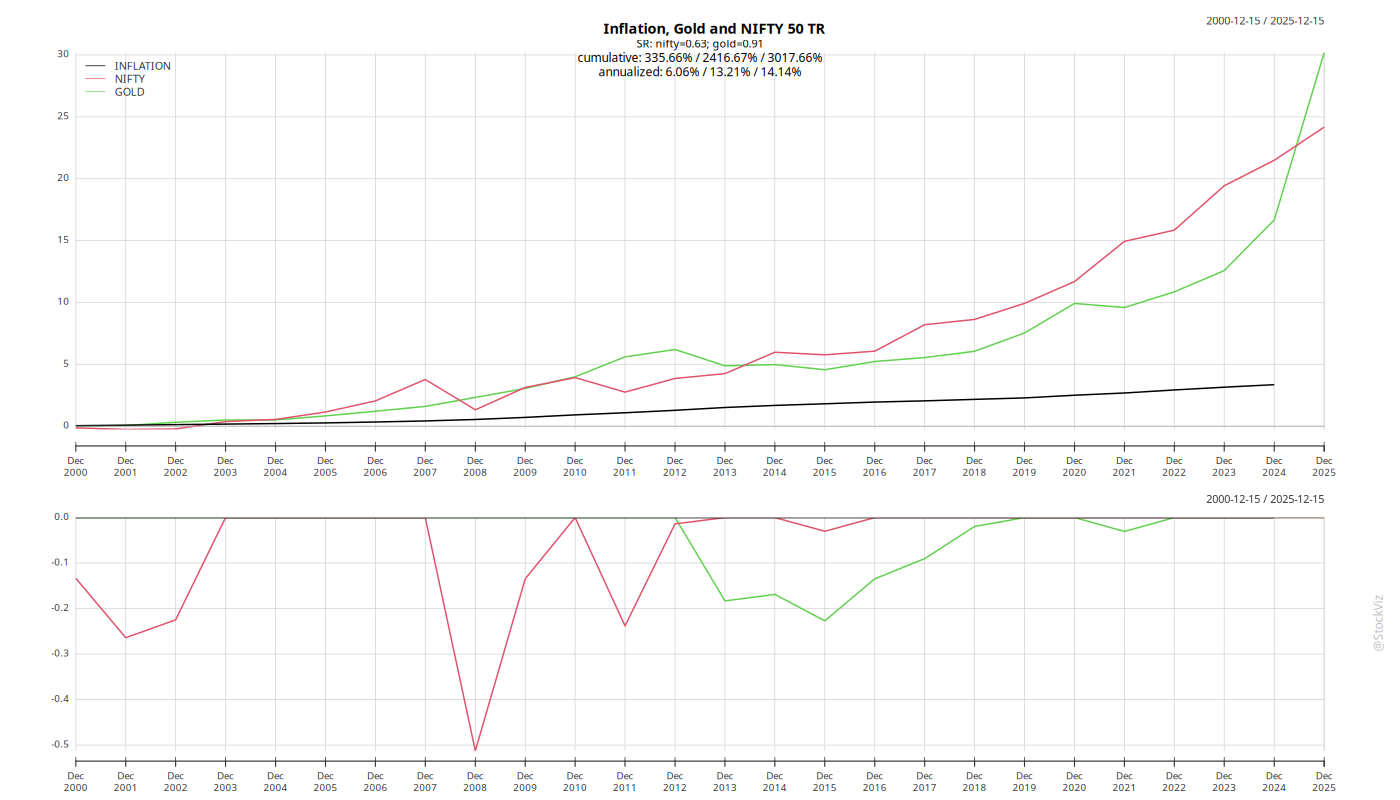 2000-12-15 / 2025-12-15
Inflation, Gold and NIFTY 50 TR
SR: nifty=0.63; gold=0.91
cumulative: 335.66% / 2416.67% / 3017.66%
annualized: 6.06% / 13.21% / 14.14%
INFLATION
NIFTY
GOLD
30
25
20
15
10
5
0
Dec Dec Dec Dec Dec Dec Dec Dec Dec Dec Dec Dec Dec Dec Dec Dec Dec Dec Dec Dec Dec Dec Dec Dec Dec Dec
2000 2001 2002 2003 2004 2005 2006 2007 2008 2009 2010 2011 2012 2013 2014 2015 2016 2017 2018 2019 2020 2021 2022 2023 2024 2025
2000-12-15 / 2025-12-15
0.0
-0.1
-0.2
-0.3
-0.4
-0.5
Dec Dec Dec Dec Dec Dec Dec Dec Dec Dec Dec Dec Dec Dec Dec Dec Dec Dec Dec Dec Dec Dec Dec Dec Dec Dec
2000 2001 2002 2003 2004 2005 2006 2007 2008 2009 2010 2011 2012 2013 2014 2015 2016 2017 2018 2019 2020 2021 2022 2023 2024 2025
@StockViz